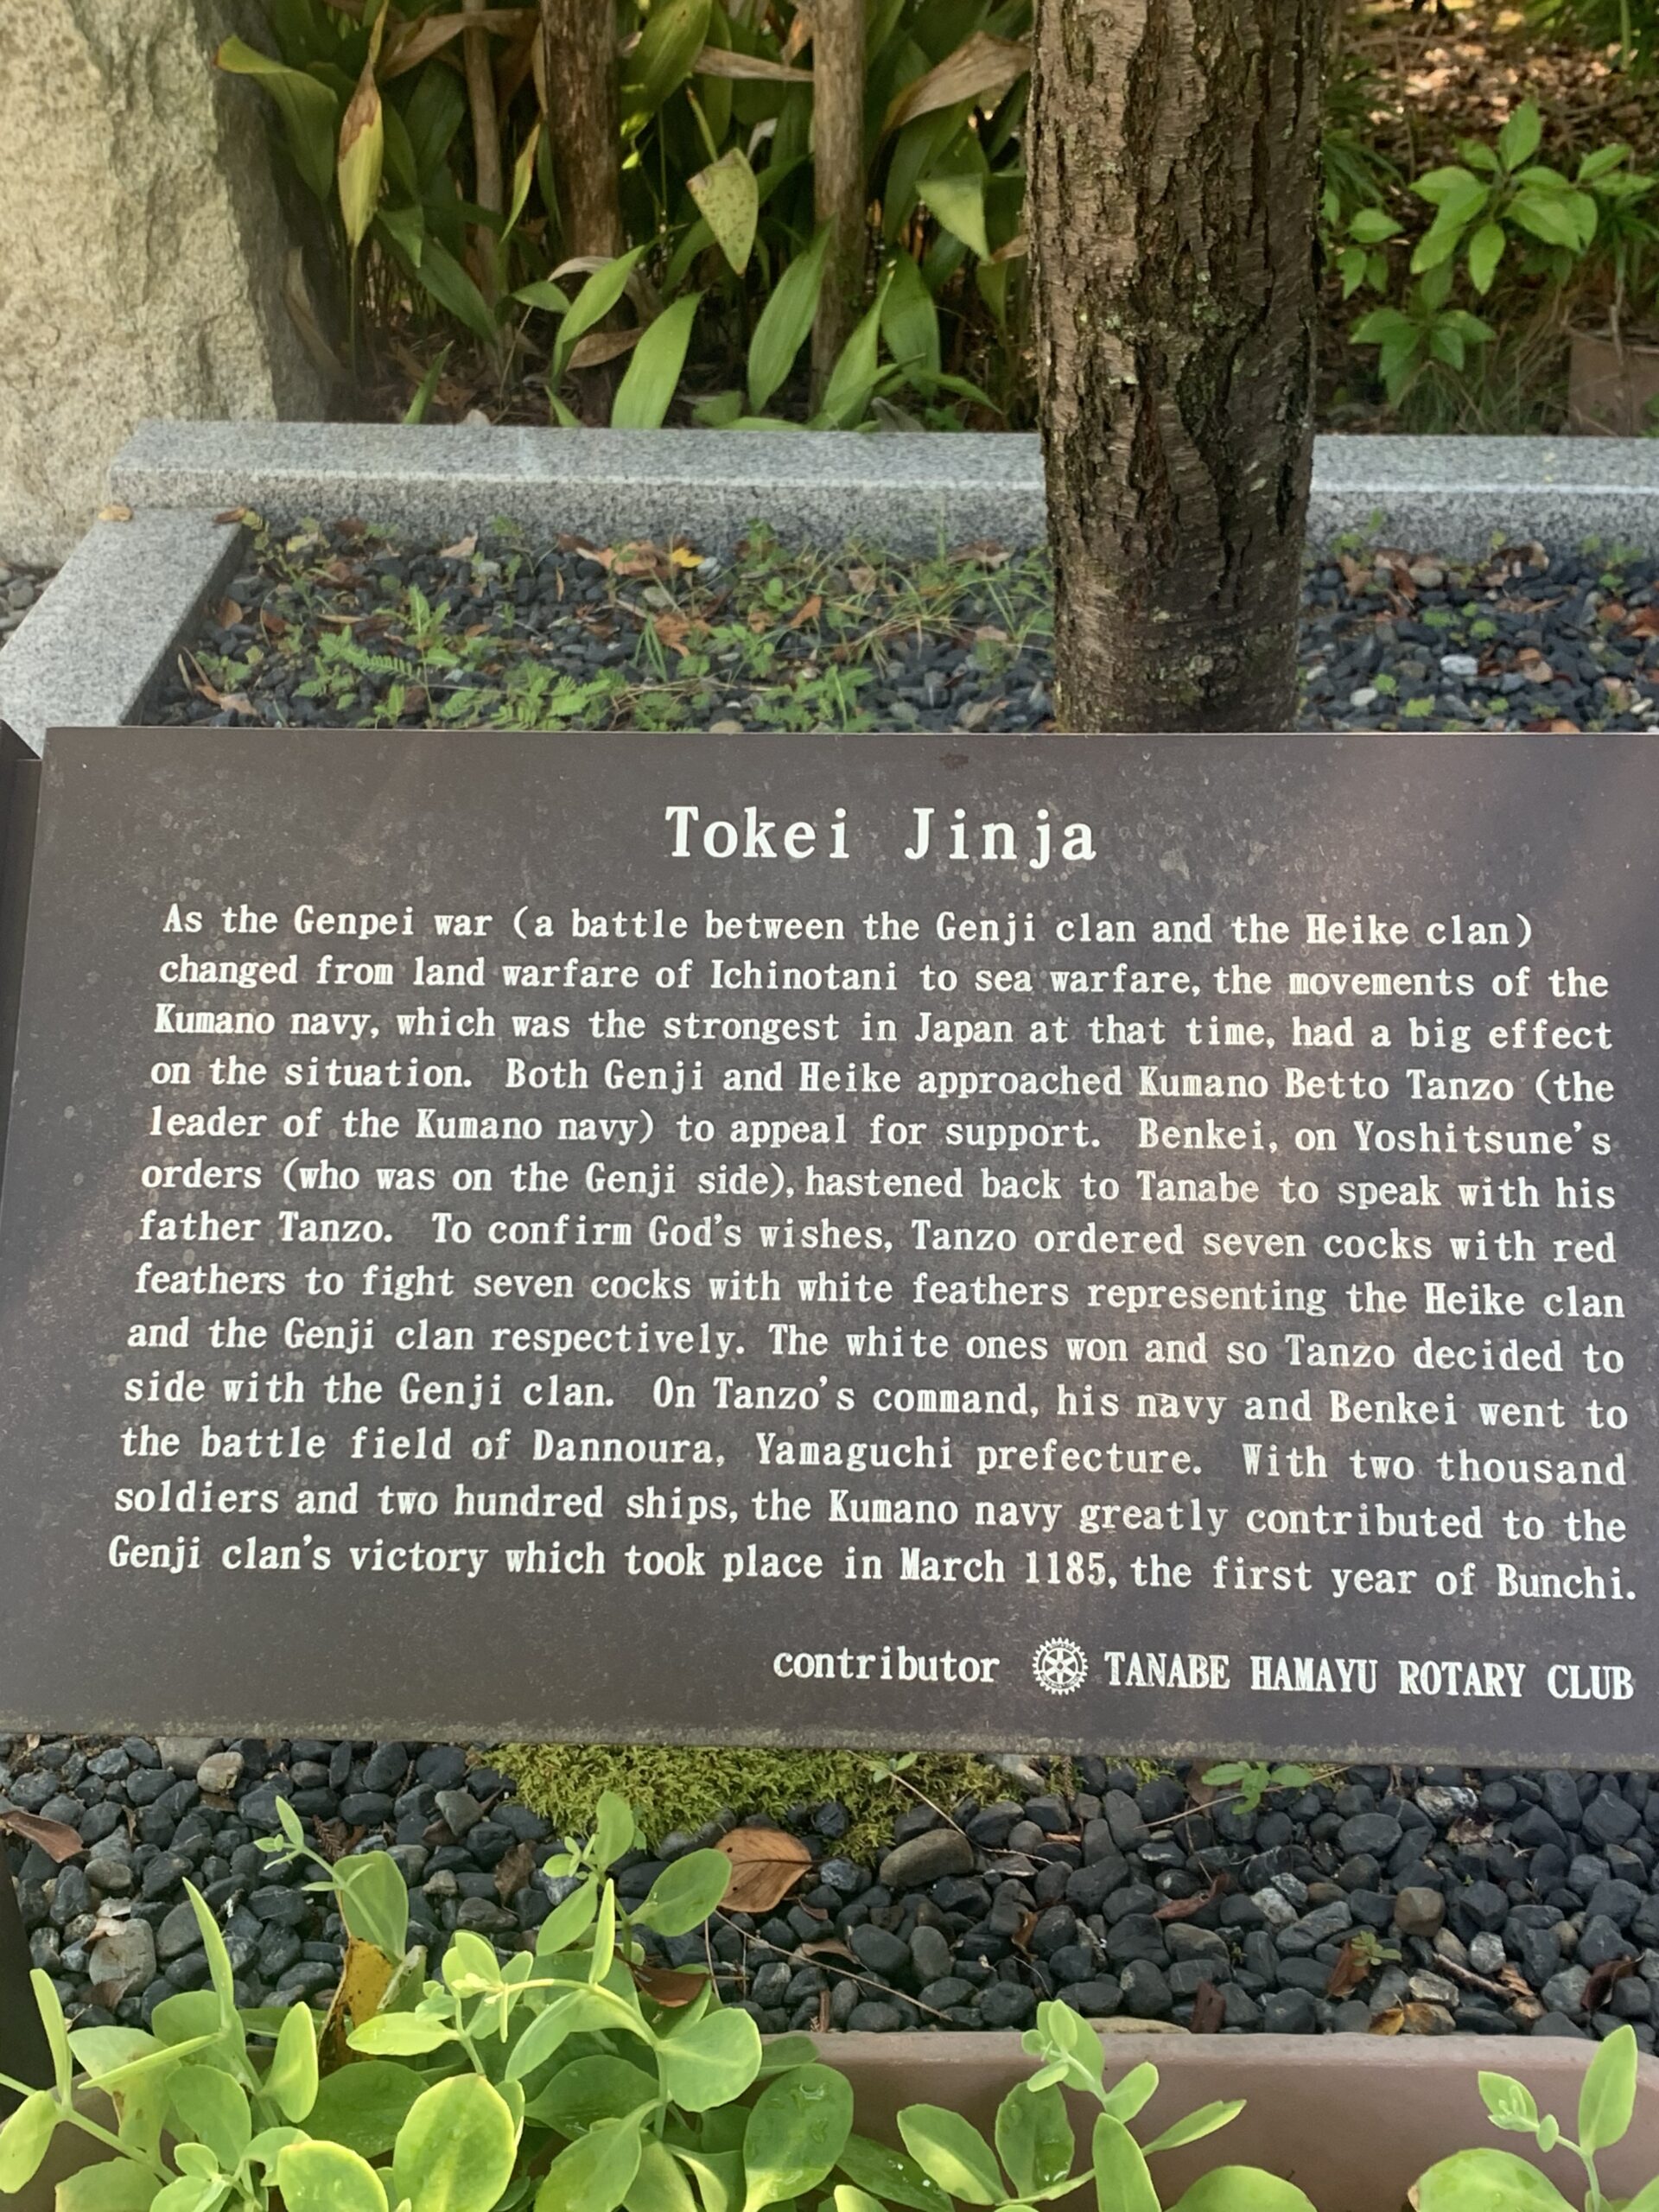 Tokei Jinja
As the Genpei war (a battle between the Genji clan and the Heike clan)
changed from land warfare of Ichinotani to sea warfare, the movements of the
Kumano navy, which was the strongest in Japan at that time, had a big effect
on the situation. Both Genji and Heike approached Kumano Betto Tanzo (the
leader of the Kumano navy) to appeal for support. Benkei, on Yoshitsune's
orders (who was on the Genji side), hastened back to Tanabe to speak with his
father Tanzo. To confirm God's wishes, Tanzo ordered seven cocks with red
feathers to fight seven cocks with white feathers representing the Heike clan
and the Genji clan respectively. The white ones won and so Tanzo decided to
side with the Genji clan. On Tanzo's command, his navy and Benkei went to
the battle field of Dannoura, Yamaguchi prefecture. With two thousand
soldiers and two hundred ships, the Kumano navy greatly contributed to the
Genji clan's victory which took place in March 1185, the first year of Bunchi.
contributor TANABE HAMAYU ROTARY CLUB